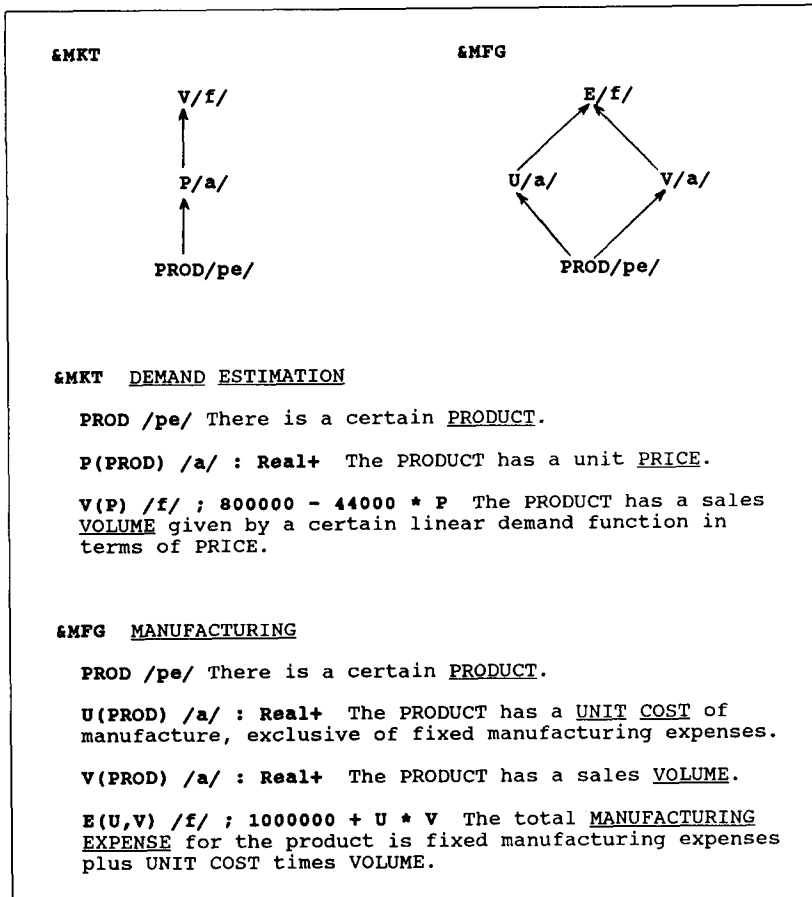 &MKT
&MFG
V/f/
E/f/
P/a/
U/a/
V/a/
PROD/pe/
PROD/pe/
&MKT DEMAND ESTIMATION
PROD /pe/ There is a certain PRODUCT.
P(PROD) /a/ : Real+ The PRODUCT has a unit PRICE.
V(P) /f/ ; 800000 - 44000 * P The PRODUCT has a sales
VOLUME given by a certain linear demand function in
terms of PRICE.
&MFG MANUFACTURING
PROD /pe/ There is a certain PRODUCT.
U(PROD) /a/ : Real+ The PRODUCT has a UNIT COST of
manufacture, exclusive of fixed manufacturing expenses.
V(PROD) /a/ : Real+ The PRODUCT has a sales VOLUME.
E(U,V) /f/ ; 1000000 + U * V The total MANUFACTURING
EXPENSE for the product is fixed manufacturing expenses
plus UNIT COST times VOLUME.